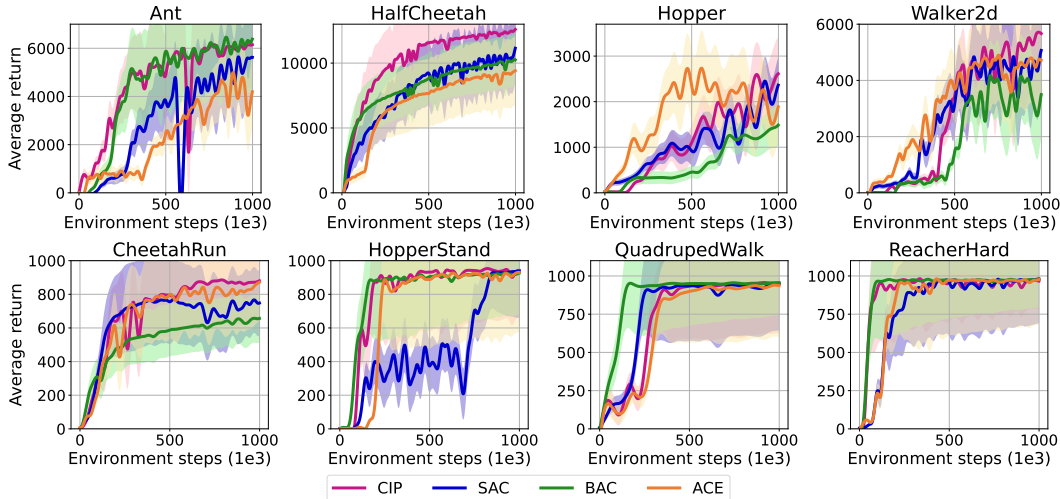 Ant
HalfCheetah
Hopper
Walker2d
Average return
6000
4000
2000
0
10000
5000
0
3000
2000
1000
0
6000
4000
2000
0
0 500 1000
0 500 1000
0 500 1000
0 500 1000
Environment steps (1e3)
Environment steps (1e3)
Environment steps (1e3)
Environment steps (1e3)
CheetahRun
HopperStand
QuadrupedWalk
ReacherHard
Average return
1000
800
600
400
200
0
1000
800
600
400
200
0
1000
750
500
250
0
1000
750
500
250
0
0 500 1000
0 500 1000
0 500 1000
0 500 1000
Environment steps (1e3)
Environment steps (1e3)
Environment steps (1e3)
Environment steps (1e3)
CIP SAC BAC ACE